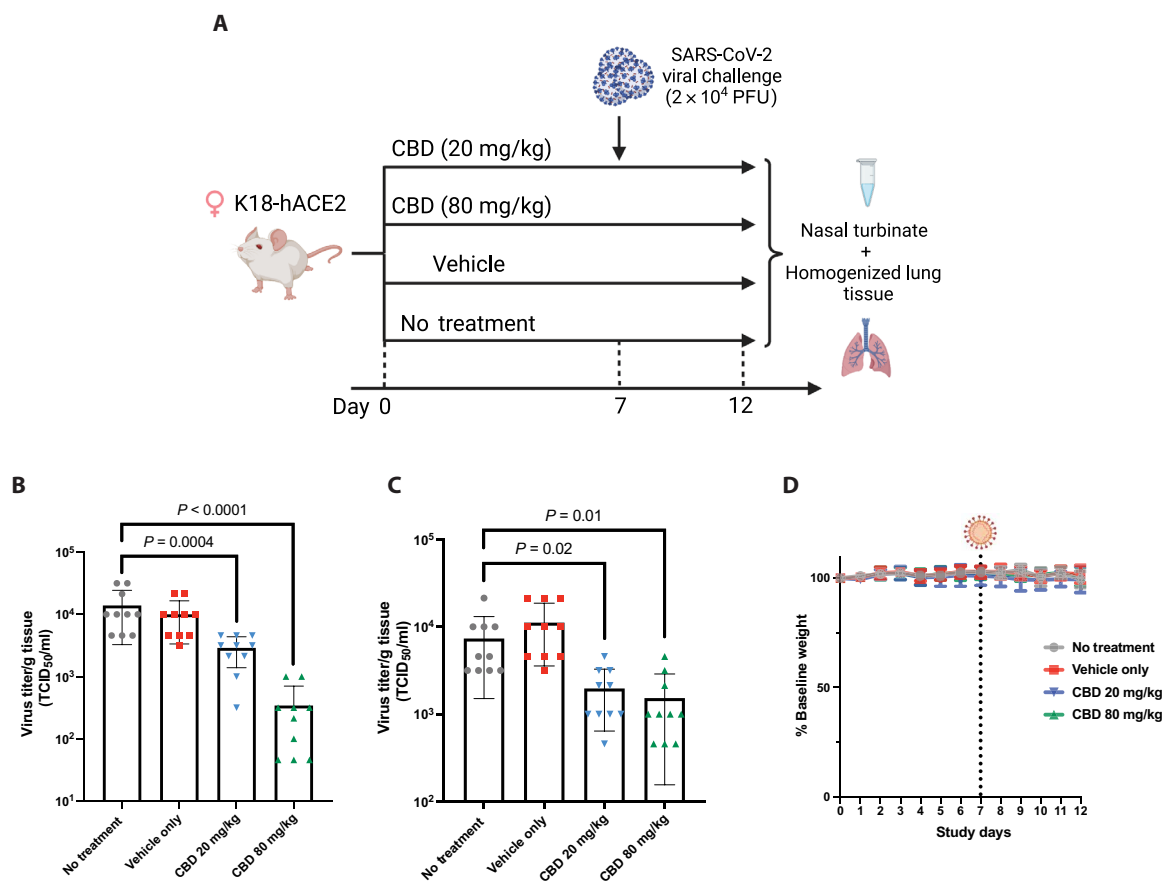 A
SARS-CoV-2
viral challenge
(2 × 10⁴ PFU)
♀ K18-hACE2
CBD (20 mg/kg)
CBD (80 mg/kg)
Vehicle
No treatment
Nasal turbinate
+
Homogenized lung
tissue
Day 0 7 12
B
P < 0.0001
P = 0.0004
Virus titer/g tissue
(TCID₅₀/ml)
10⁵
10⁴
10³
10²
10¹
No treatment
Vehicle only
CBD 20 mg/kg
CBD 80 mg/kg
C
P = 0.01
P = 0.02
Virus titer/g tissue
(TCID₅₀/ml)
10⁵
10⁴
10³
10²
No treatment
Vehicle only
CBD 20 mg/kg
CBD 80 mg/kg
D
% Baseline weight
100
50
0
0 1 2 3 4 5 6 7 8 9 10 11 12
Study days
No treatment
Vehicle only
CBD 20 mg/kg
CBD 80 mg/kg